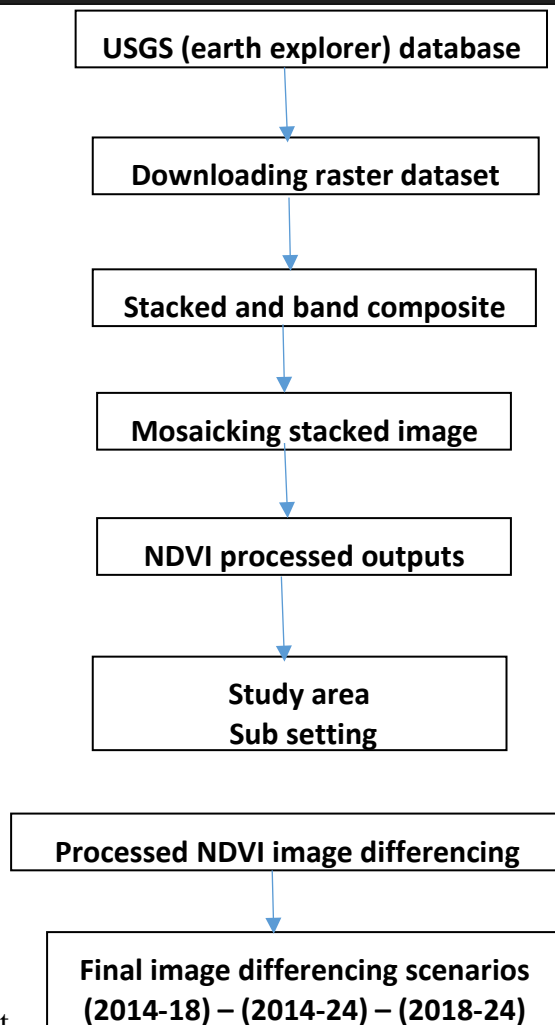 USGS (earth explorer) database
Downloading raster dataset
Stacked and band composite
Mosaicking stacked image
NDVI processed outputs
Study area
Sub setting
Processed NDVI image differencing
Final image differencing scenarios
(2014-18) – (2014-24) – (2018-24)